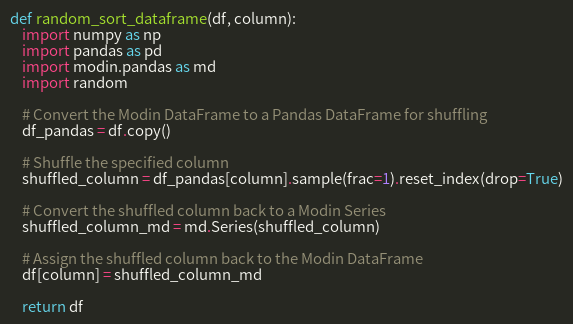 def random_sort_dataframe(df, column):
    import numpy as np
    import pandas as pd
    import modin.pandas as md
    import random

    # Convert the Modin DataFrame to a Pandas DataFrame for shuffling
    df_pandas = df.copy()

    # Shuffle the specified column
    shuffled_column = df_pandas[column].sample(frac=1).reset_index(drop=True)

    # Convert the shuffled column back to a Modin Series
    shuffled_column_md = md.Series(shuffled_column)

    # Assign the shuffled column back to the Modin DataFrame
    df[column] = shuffled_column_md

    return df